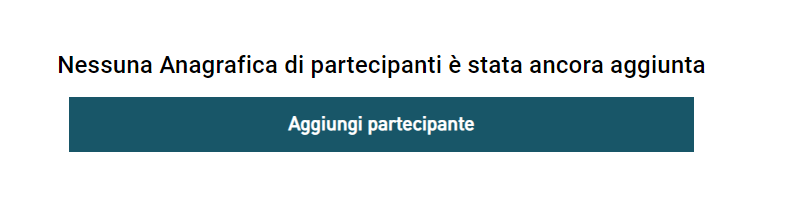 Nessuna Anagrafica di partecipanti è stata ancora aggiunta
Aggiungi partecipante